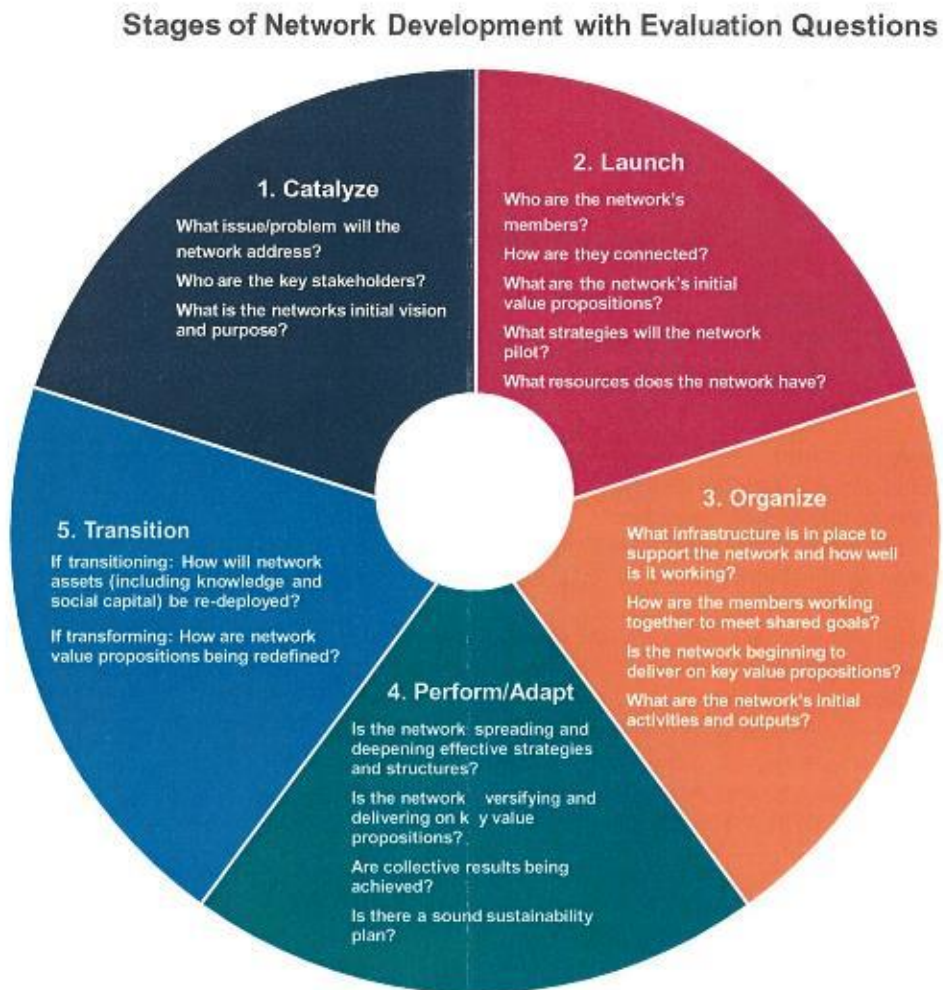 Stages of Network Development with Evaluation Questions
1. Catalyze
What issue/problem will the
network address?
Who are the key stakeholders?
What is the networks initial vision
and purpose?
2. Launch
Who are the network's
members?
How are they connected?
What are the network's initial
value propositions?
What strategies will the network
pilot?
What resources does the network have?
3. Organize
What infrastructure is in place to
support the network and how well
is it working?
How are the members working
together to meet shared goals?
Is the network beginning to
deliver on key value propositions?
What are the network's initial
activities and outputs?
4. Perform/Adapt
Is the network spreading and
deepening effective strategies
and structures?
Is the network versifying and
delivering on k y value
propositions?
Are collective results being
achieved?
Is there a sound sustainability
plan?
5. Transition
If transitioning: How will network
assets (including knowledge and
social capital) be re-deployed?
If transforming: How are network
value propositions being redefined?